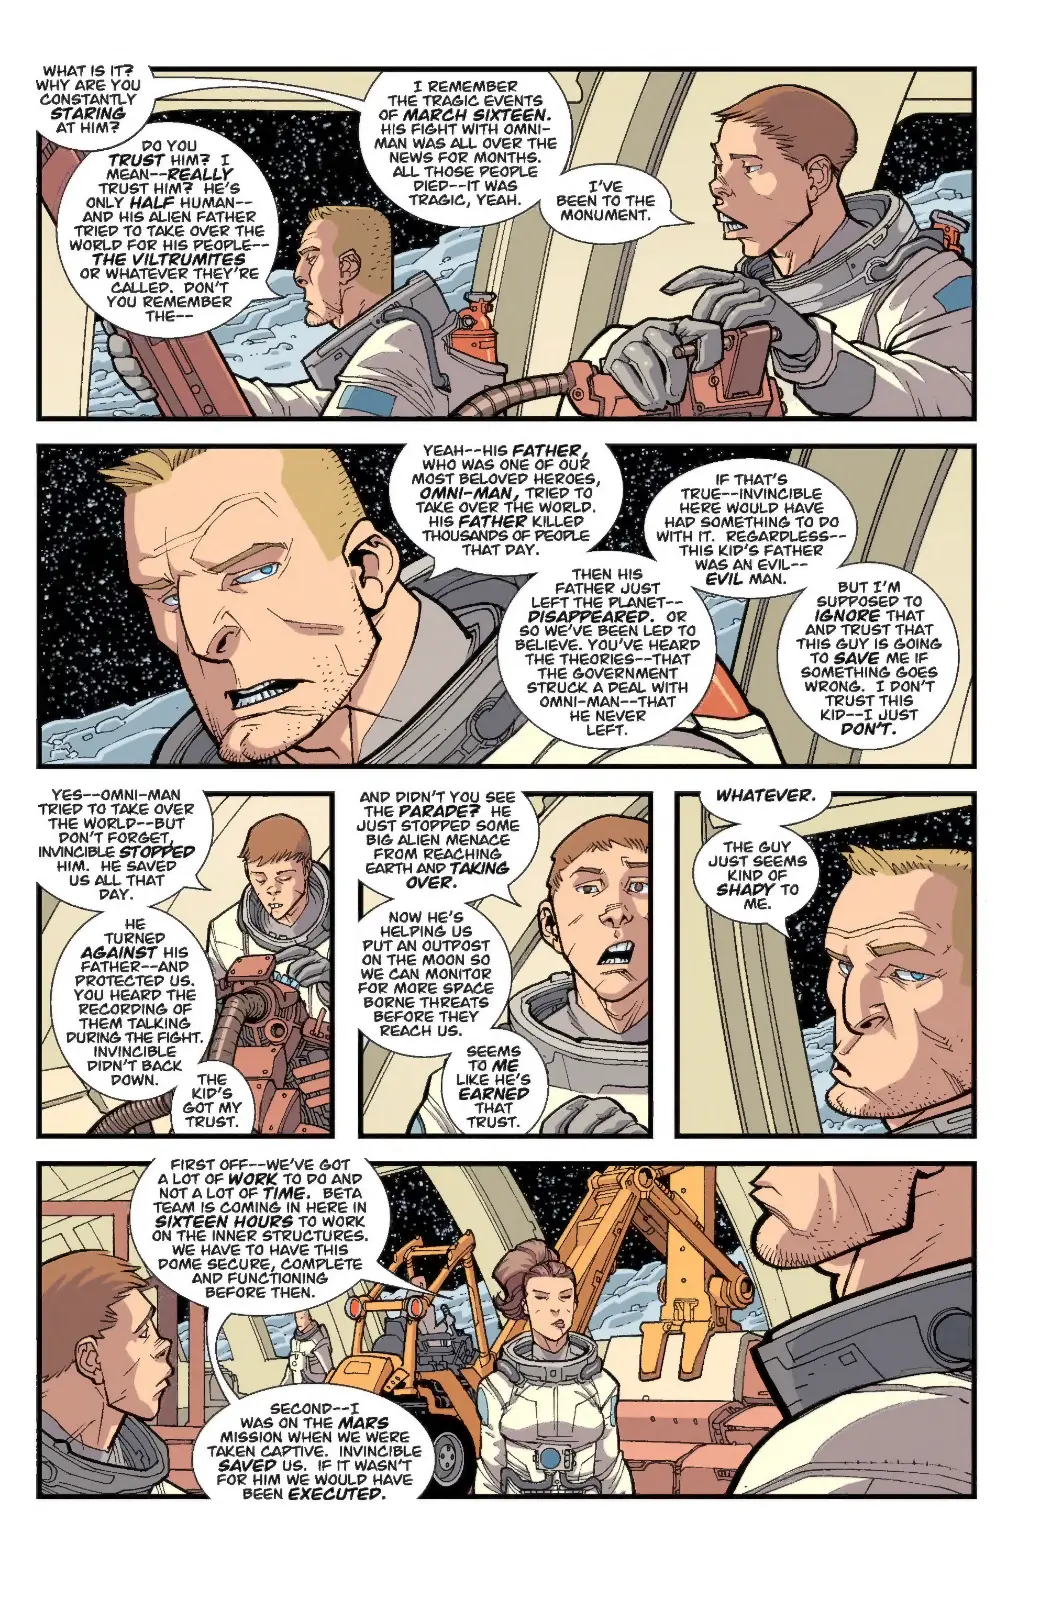 WHAT IS IT?
WHY ARE YOU
CONSTANTLY
STARING
AT HIM?
DO YOU
TRUST HIM? I
MEAN--REALLY
TRUST HIM? HE'S
ONLY HALF HUMAN--
AND HIS ALIEN FATHER
TRIED TO TAKE OVER THE
WORLD FOR HIS PEOPLE--
THE VILTRUMITES
OR WHATEVER THEY'RE
CALLED. DON'T
YOU REMEMBER
THE--
I REMEMBER
THE TRAGIC EVENTS
OF MARCH SIXTEEN.
HIS FIGHT WITH OMNI-
MAN WAS ALL OVER THE
NEWS FOR MONTHS.
ALL THOSE PEOPLE
DIED--IT WAS
TRAGIC, YEAH.
I'VE
BEEN TO THE
MONUMENT.
YEAH--HIS FATHER,
WHO WAS ONE OF OUR
MOST BELOVED HEROES,
OMNI-MAN, TRIED TO
TAKE OVER THE WORLD.
HIS FATHER KILLED
THOUSANDS OF PEOPLE
THAT DAY.
THEN HIS
FATHER JUST
LEFT THE PLANET--
DISAPPEARED. OR
SO WE'VE BEEN LED TO
BELIEVE. YOU'VE HEARD
THE THEORIES--THAT
THE GOVERNMENT
STRUCK A DEAL WITH
OMNI-MAN--THAT
HE NEVER
LEFT.
IF THAT'S
TRUE--INVINCIBLE
HERE WOULD HAVE
HAD SOMETHING TO DO
WITH IT. REGARDLESS--
THIS KID'S FATHER
WAS AN EVIL--
EVIL MAN.
BUT I'M
SUPPOSED TO
IGNORE THAT
AND TRUST THAT
THIS GUY IS GOING
TO SAVE ME IF
SOMETHING GOES
WRONG. I DON'T
TRUST THIS
KID--I JUST
DON'T.
YES--OMNI-MAN
TRIED TO TAKE OVER
THE WORLD--BUT
DON'T FORGET,
INVINCIBLE STOPPED
HIM. HE SAVED
US ALL THAT
DAY.
HE
TURNED
AGAINST HIS
FATHER--AND
PROTECTED US.
YOU HEARD THE
RECORDING OF
THEM TALKING
DURING THE FIGHT.
INVINCIBLE
DIDN'T BACK
DOWN.
THE
KID'S
GOT MY
TRUST.
AND DIDN'T YOU SEE
THE PARADE? HE
JUST STOPPED SOME
BIG ALIEN MENACE
FROM REACHING
EARTH AND TAKING
OVER.
NOW HE'S
HELPING US
PUT AN OUTPOST
ON THE MOON SO
WE CAN MONITOR
FOR MORE SPACE
BORNE THREATS
BEFORE THEY
REACH US.
SEEMS
TO ME
LIKE HE'S
EARNED
THAT
TRUST.
WHATEVER.
THE GUY
JUST SEEMS
KIND OF
SHADY TO
ME.
FIRST OFF--WE'VE GOT
A LOT OF WORK TO DO AND
NOT A LOT OF TIME. BETA
TEAM IS COMING IN HERE IN
SIXTEEN HOURS TO WORK
ON THE INNER STRUCTURES.
WE HAVE TO HAVE THIS
DOME SECURE, COMPLETE
AND FUNCTIONING
BEFORE THEN.
SECOND--I
WAS ON THE MARS
MISSION WHEN WE WERE
TAKEN CAPTIVE. INVINCIBLE
SAVED US. IF IT WASN'T
FOR HIM WE WOULD HAVE
BEEN EXECUTED.